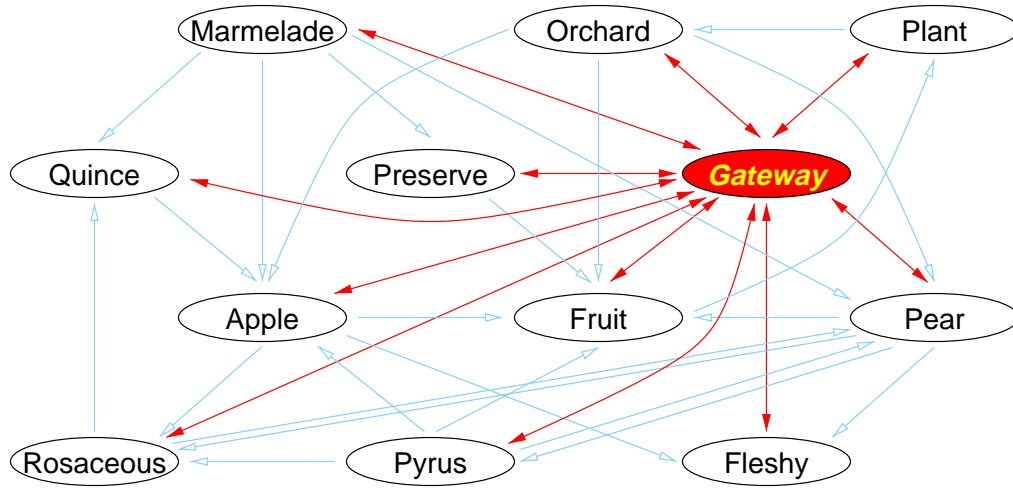 Marmelade
Orchard
Plant
Quince
Preserve
Gateway
Apple
Fruit
Pear
Rosaceous
Pyrus
Fleshy